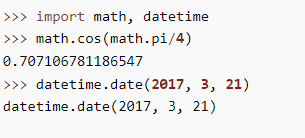 >>> import math, datetime
>>> math.cos(math.pi/4)
0.707106781186547
>>> datetime.date(2017, 3, 21)
datetime.date(2017, 3, 21)